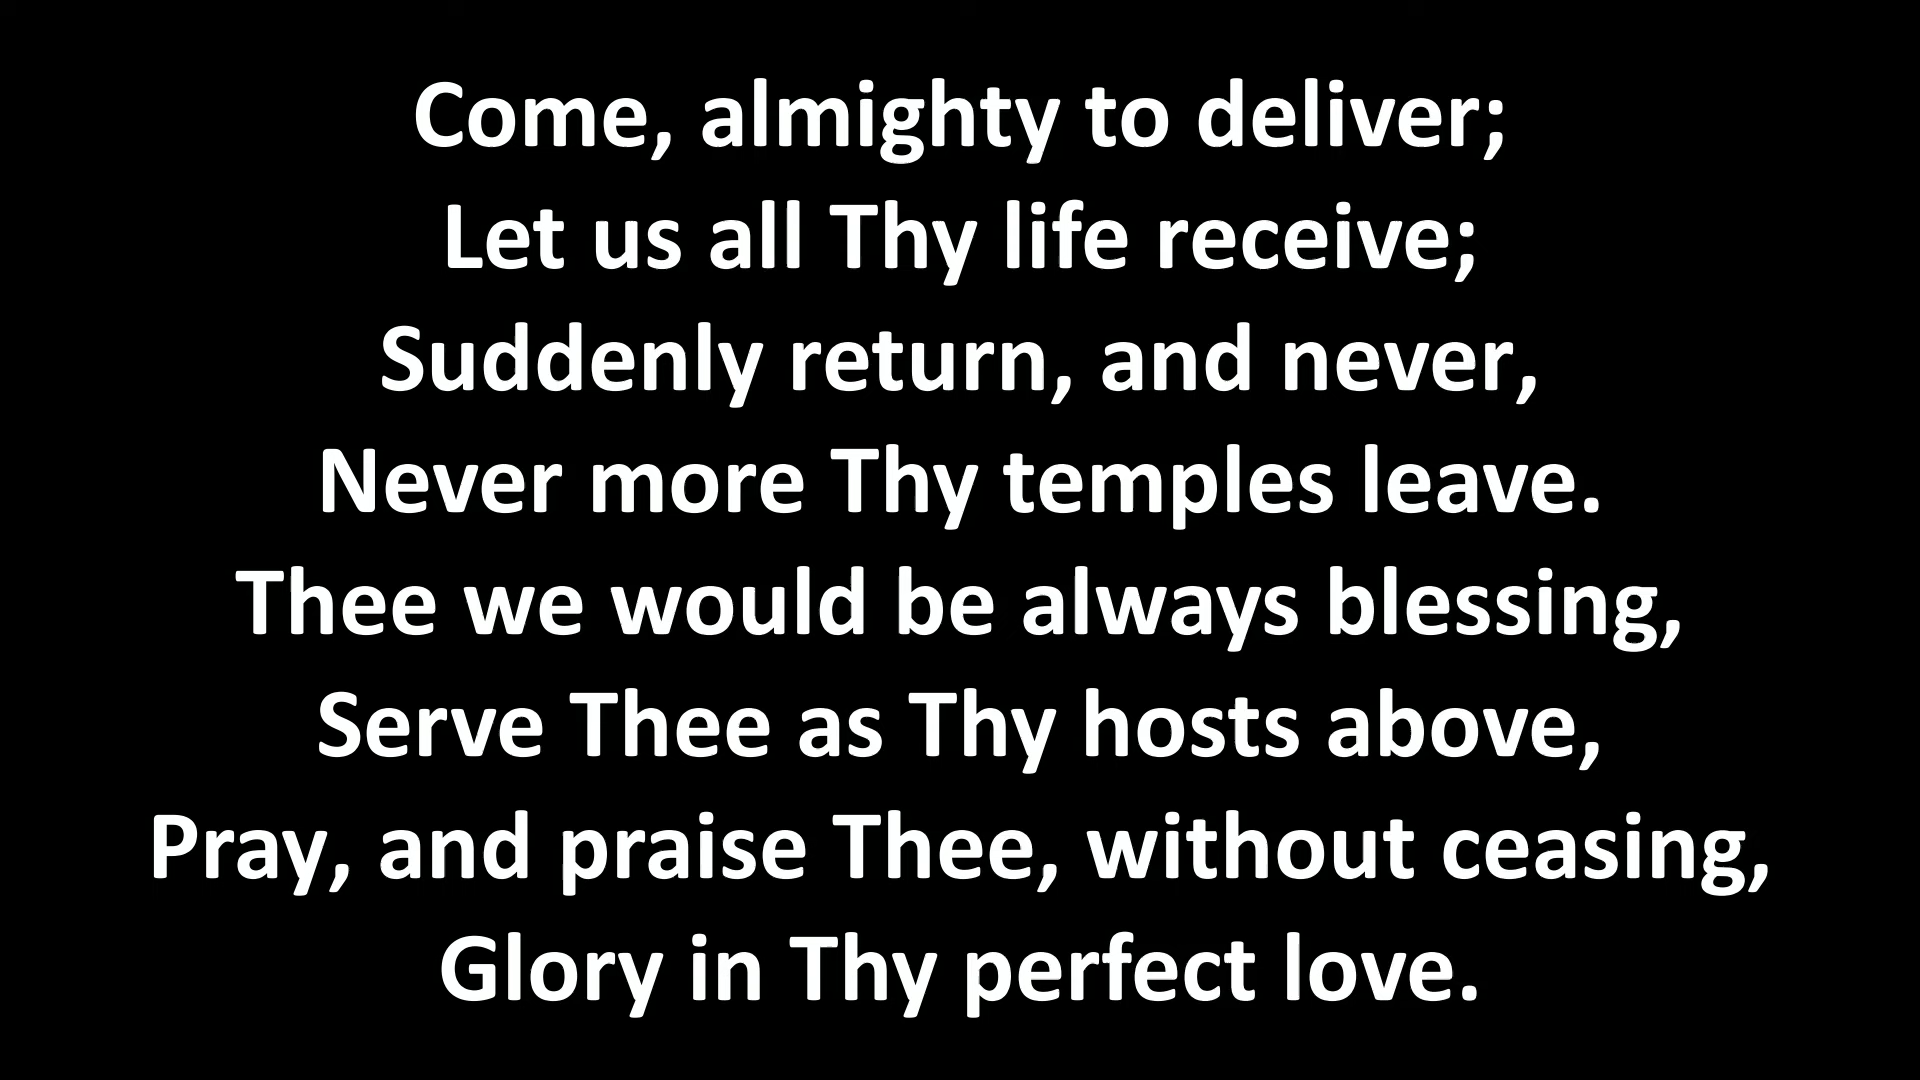 Come, almighty to deliver;
Let us all Thy life receive;
Suddenly return, and never,
Never more Thy temples leave.
Thee we would be always blessing,
Serve Thee as Thy hosts above,
Pray, and praise Thee, without ceasing,
Glory in Thy perfect love.